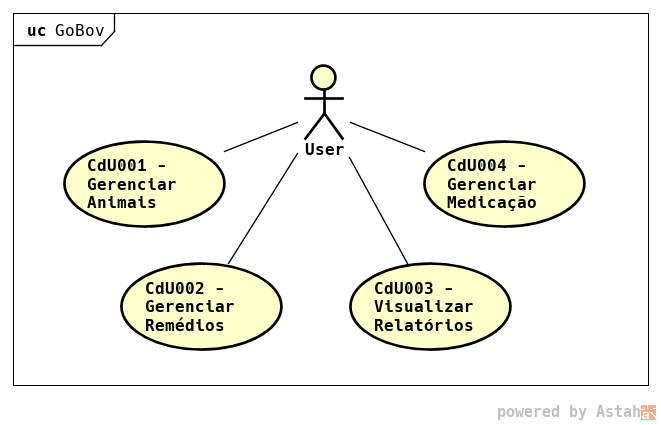 uc GoBov
User
CdU001 -
Gerenciar
Animais
CdU004 -
Gerenciar
Medicação
CdU002 -
Gerenciar
Remédios
CdU003 -
Visualizar
Relatórios
powered by Astah